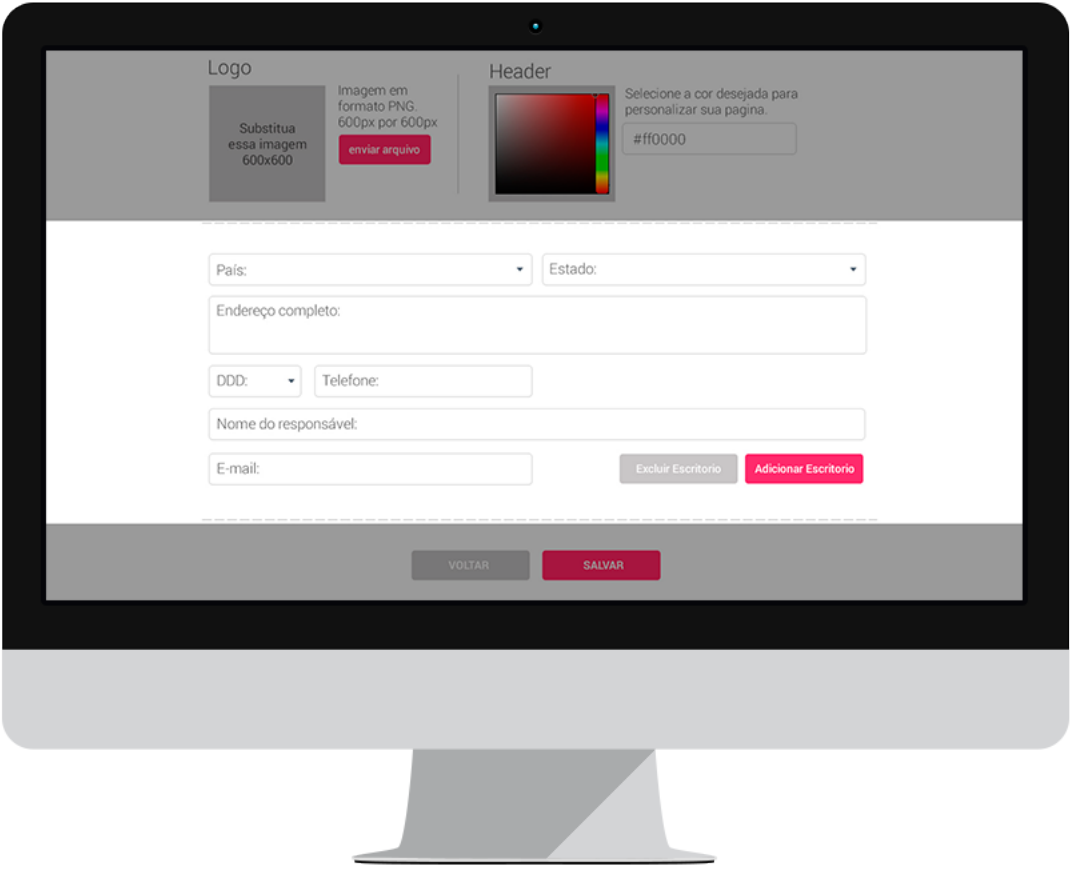 Logo
Substitua
essa imagem
600x600
Imagem em
formato PNG.
600px por 600px
enviar arquivo
Header
Selecione a cor desejada para
personalizar sua pagina.
#ff0000
País:
Estado:
Endereço completo:
DDD:
Telefone:
Nome do responsável:
E-mail:
Excluir Escritorio
Adicionar Escritorio
VOLTAR
SALVAR